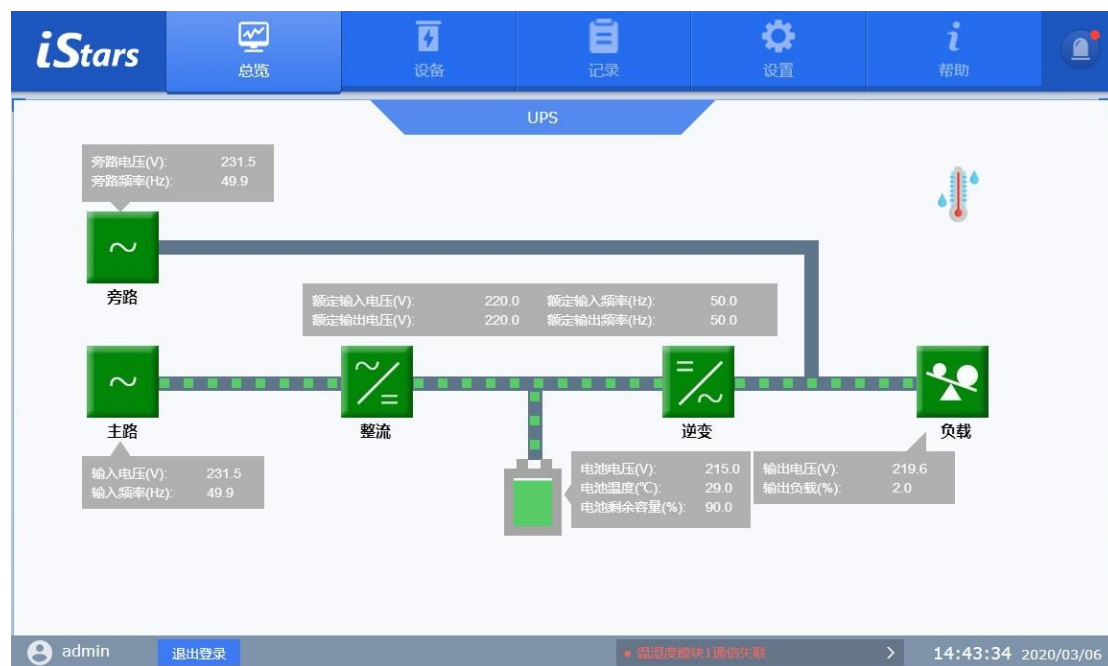 iStars
总览
设备
记录
设置
帮助
UPS
旁路电压(V): 231.5
旁路频率(Hz): 49.9
旁路
额定输入电压(V): 220.0 额定输入频率(Hz): 50.0
额定输出电压(V): 220.0 额定输出频率(Hz): 50.0
主路
整流
逆变
负载
输入电压(V): 231.5
输入频率(Hz): 49.9
电池电压(V): 215.0
电池温度(℃): 29.0
电池剩余容量(%): 90.0
输出电压(V): 219.6
输出负载(%): 2.0
admin
退出登录
温湿度模块1通信失联
14:43:34 2020/03/06